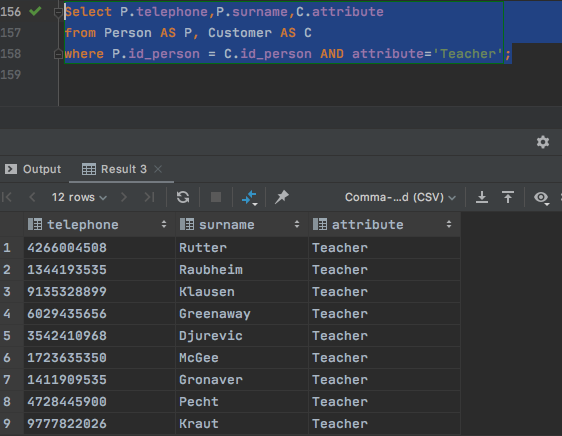 156 Select P.telephone,P.surname,C.attribute
157 from Person AS P, Customer AS C
158 where P.id_person = C.id_person AND attribute='Teacher';
159
Output Result 3
12 rows Comma-...d (CSV)
telephone surname attribute
1 4266004508 Rutter Teacher
2 1344193535 Raubheim Teacher
3 9135328899 Klausen Teacher
4 6029435656 Greenaway Teacher
5 3542410968 Djurevic Teacher
6 1723635350 McGee Teacher
7 1411909535 Gronaver Teacher
8 4728445900 Pecht Teacher
9 9777822026 Kraut Teacher